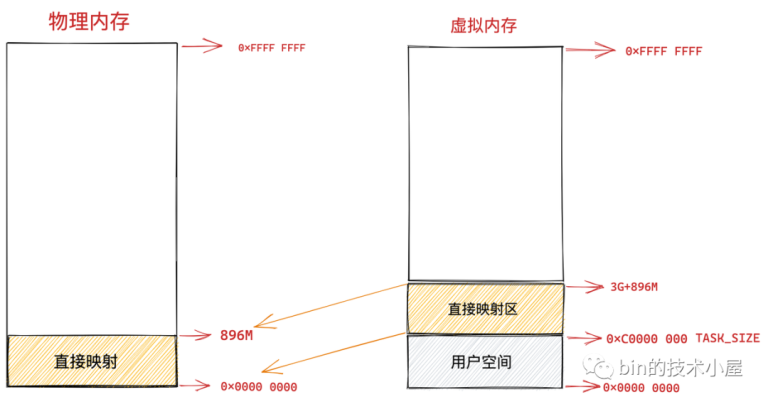 物理内存
虚拟内存
0×FFFF FFFF
0×FFFF FFFF
3G+896M
直接映射区
896M
0×C0000 000 TASK_SIZE
直接映射
用户空间
bin的技术小屋
0×0000 0000
0×0000 0000